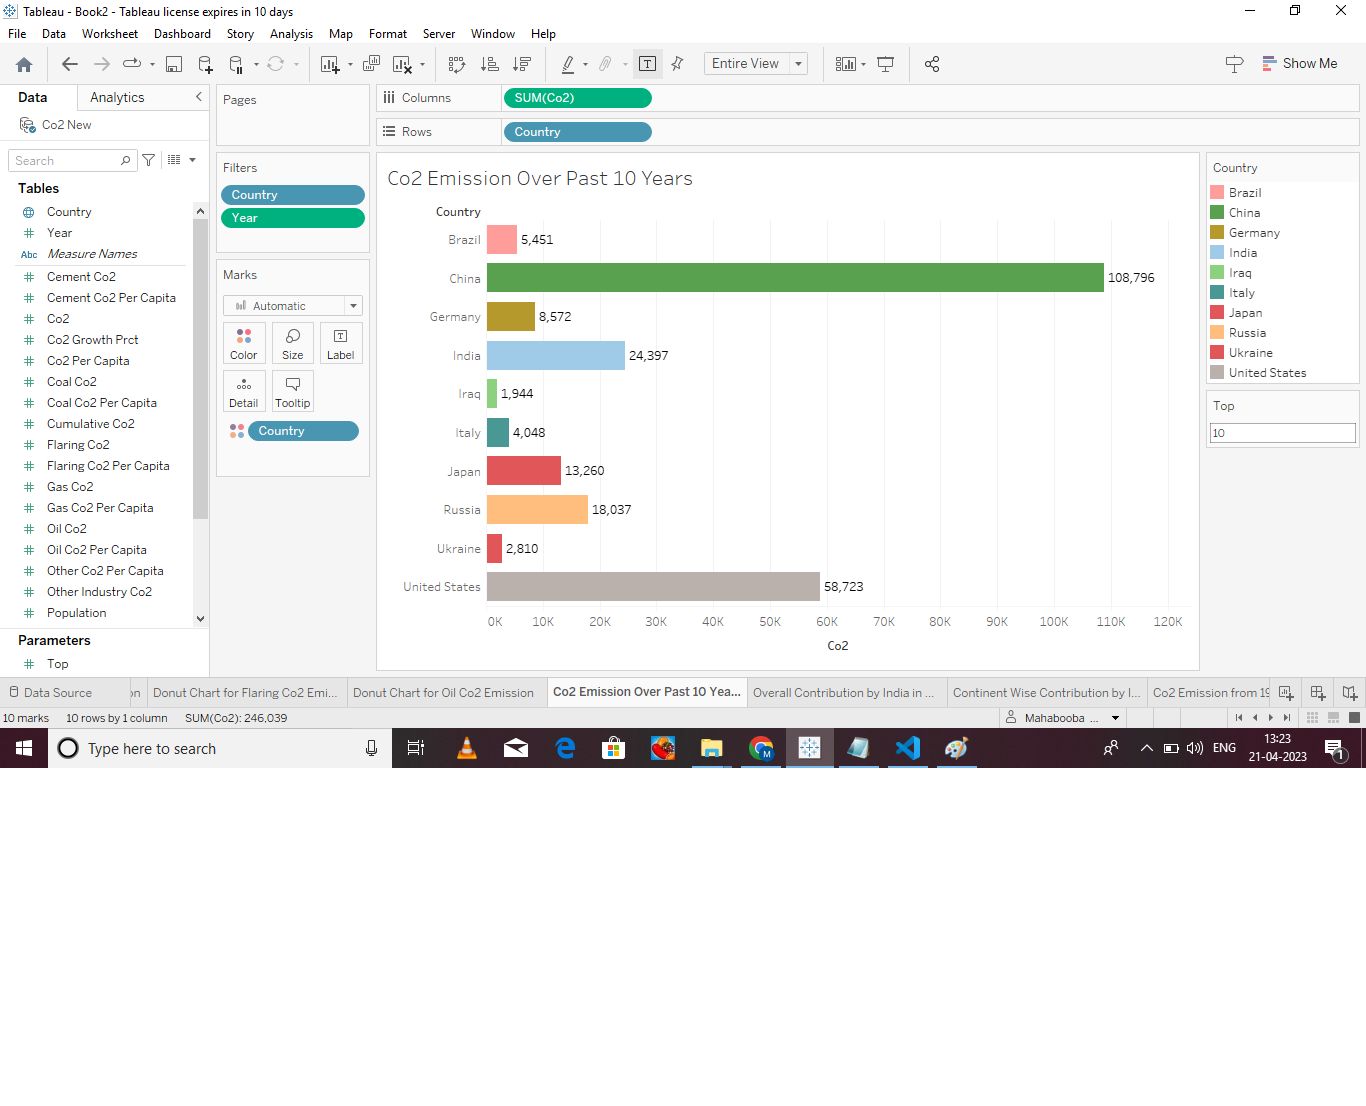 Tableau - Book2 - Tableau license expires in 10 days
File Data Worksheet Dashboard Story Analysis Map Format Server Window Help
Entire View
Show Me
Data Analytics
Co2 New
Search
Tables
Country
Year
Abc Measure Names
Cement Co2
Cement Co2 Per Capita
Co2
Co2 Growth Prct
Co2 Per Capita
Coal Co2
Coal Co2 Per Capita
Cumulative Co2
Flaring Co2
Flaring Co2 Per Capita
Gas Co2
Gas Co2 Per Capita
Oil Co2
Oil Co2 Per Capita
Other Co2 Per Capita
Other Industry Co2
Population
Parameters
Top
Pages
Filters
Country
Year
Marks
Automatic
Color Size Label
Detail Tooltip
Country
Columns SUM(Co2)
Rows Country
Co2 Emission Over Past 10 Years
Country
Brazil 5,451
China 108,796
Germany 8,572
India 24,397
Iraq 1,944
Italy 4,048
Japan 13,260
Russia 18,037
Ukraine 2,810
United States 58,723
0K 10K 20K 30K 40K 50K 60K 70K 80K 90K 100K 110K 120K
Co2
Country
Brazil
China
Germany
India
Iraq
Italy
Japan
Russia
Ukraine
United States
Top
10
Data Source on Donut Chart for Flaring Co2 Emi... Donut Chart for Oil Co2 Emission Co2 Emission Over Past 10 Yea... Overall Contribution by India in ... Continent Wise Contribution by I... Co2 Emission from 19
10 marks 10 rows by 1 column SUM(Co2): 246,039 Mahabooba ...
Type here to search
M
ENG
13:23
21-04-2023
1